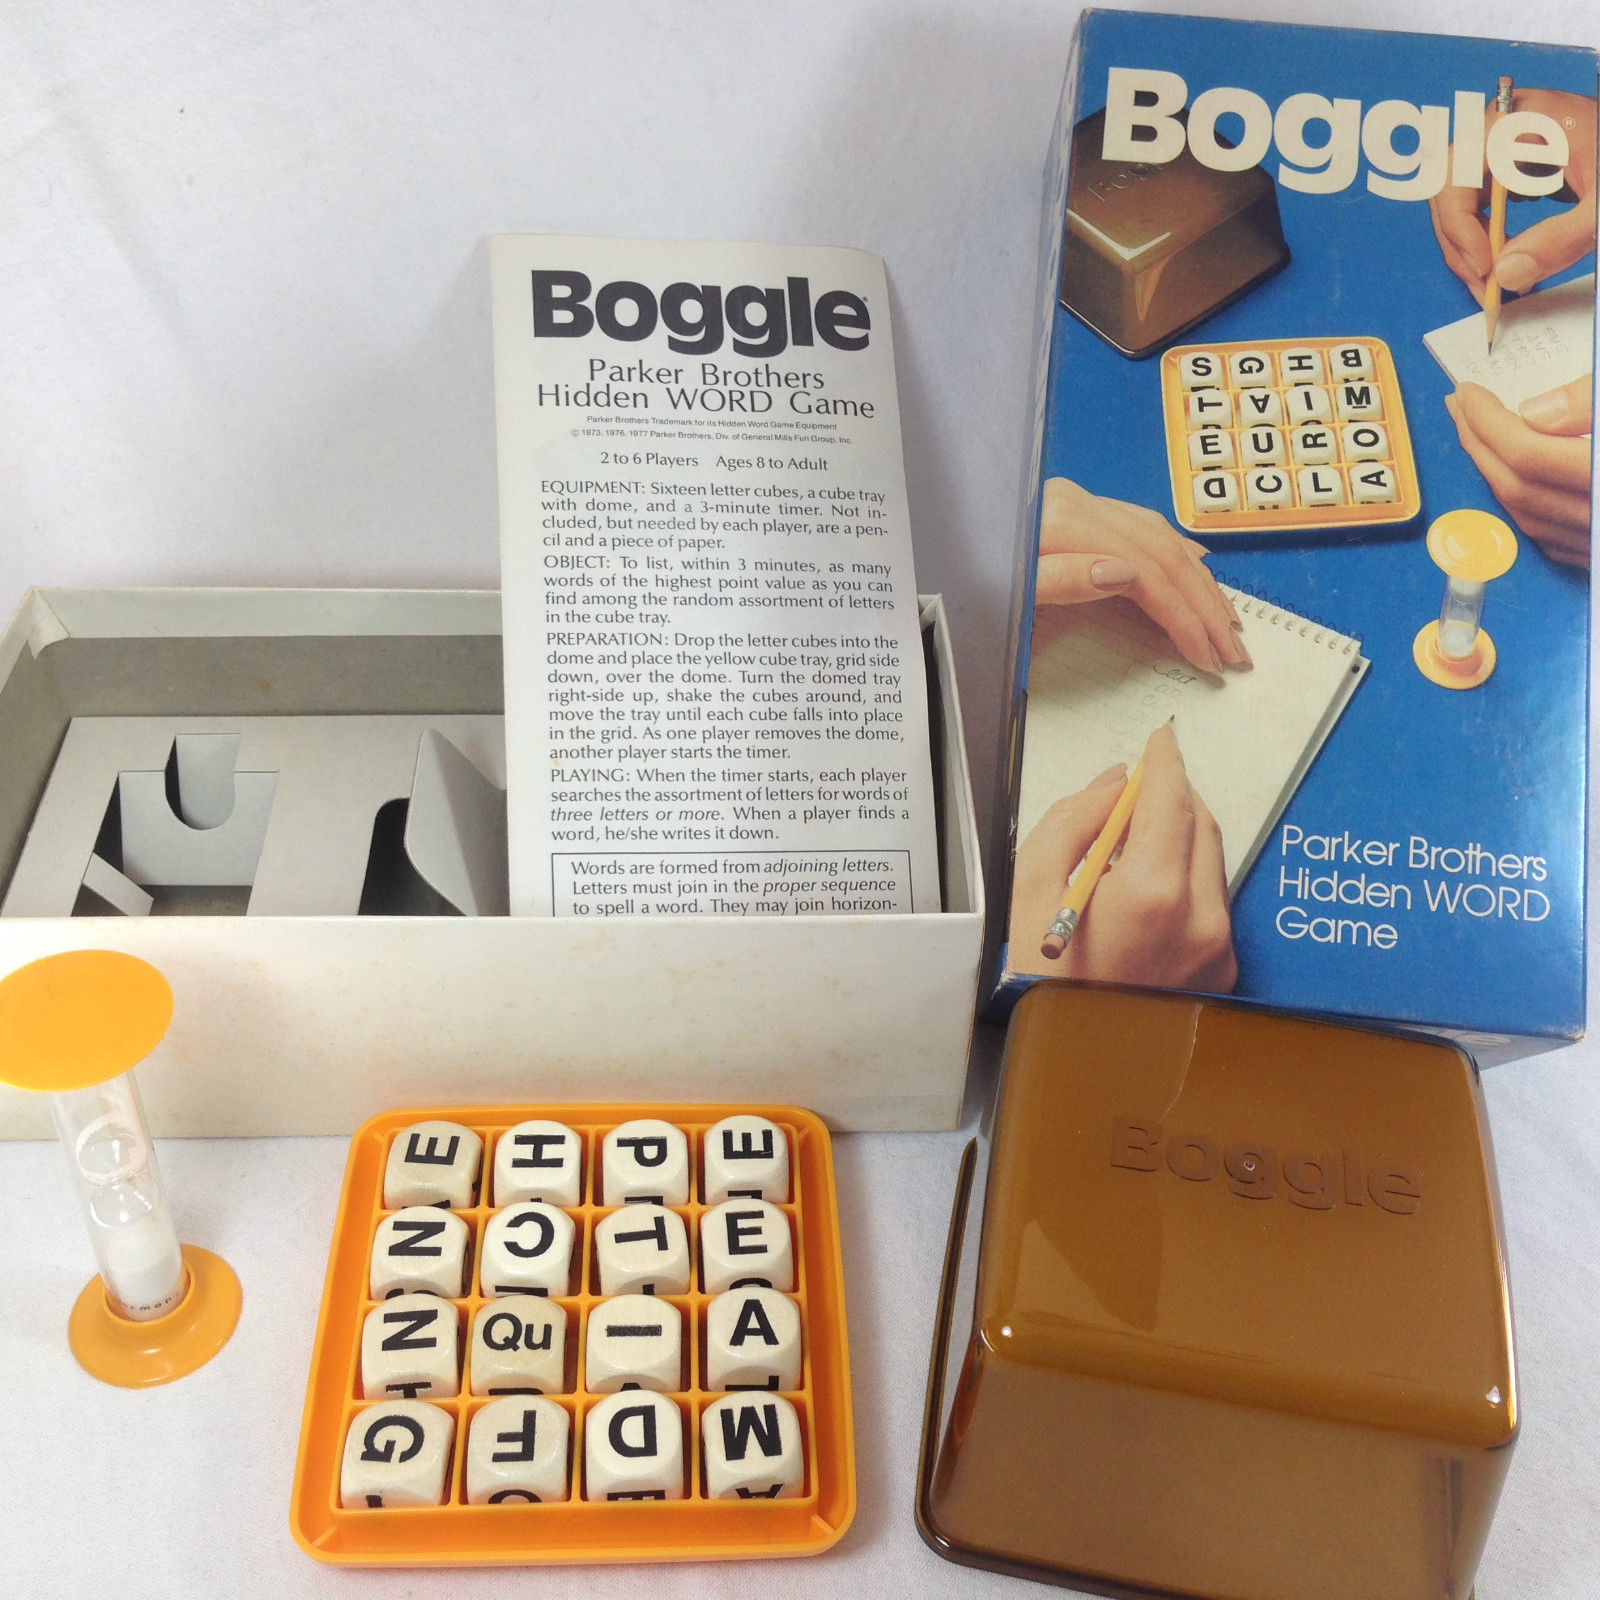 Boggle®
Parker Brothers
Hidden WORD Game
Parker Brothers Trademark for its Hidden Word Game Equipment
© 1973, 1976, 1977 Parker Brothers, Div. of General Mills Fun Group, Inc.
2 to 6 Players Ages 8 to Adult
EQUIPMENT: Sixteen letter cubes, a cube tray
with dome, and a 3-minute timer. Not in-
cluded, but needed by each player, are a pen-
cil and a piece of paper.
OBJECT: To list, within 3 minutes, as many
words of the highest point value as you can
find among the random assortment of letters
in the cube tray.
PREPARATION: Drop the letter cubes into the
dome and place the yellow cube tray, grid side
down, over the dome. Turn the domed tray
right-side up, shake the cubes around, and
move the tray until each cube falls into place
in the grid. As one player removes the dome,
another player starts the timer.
PLAYING: When the timer starts, each player
searches the assortment of letters for words of
three letters or more. When a player finds a
word, he/she writes it down.
Words are formed from adjoining letters.
Letters must join in the proper sequence
to spell a word. They may join horizon-
Boggle®
Boggle
S G H B
T A I M
E U R O
D C L A
Parker Brothers
Hidden WORD
Game
E H P E
N C T E
N Qu I A
G F D M
Boggle